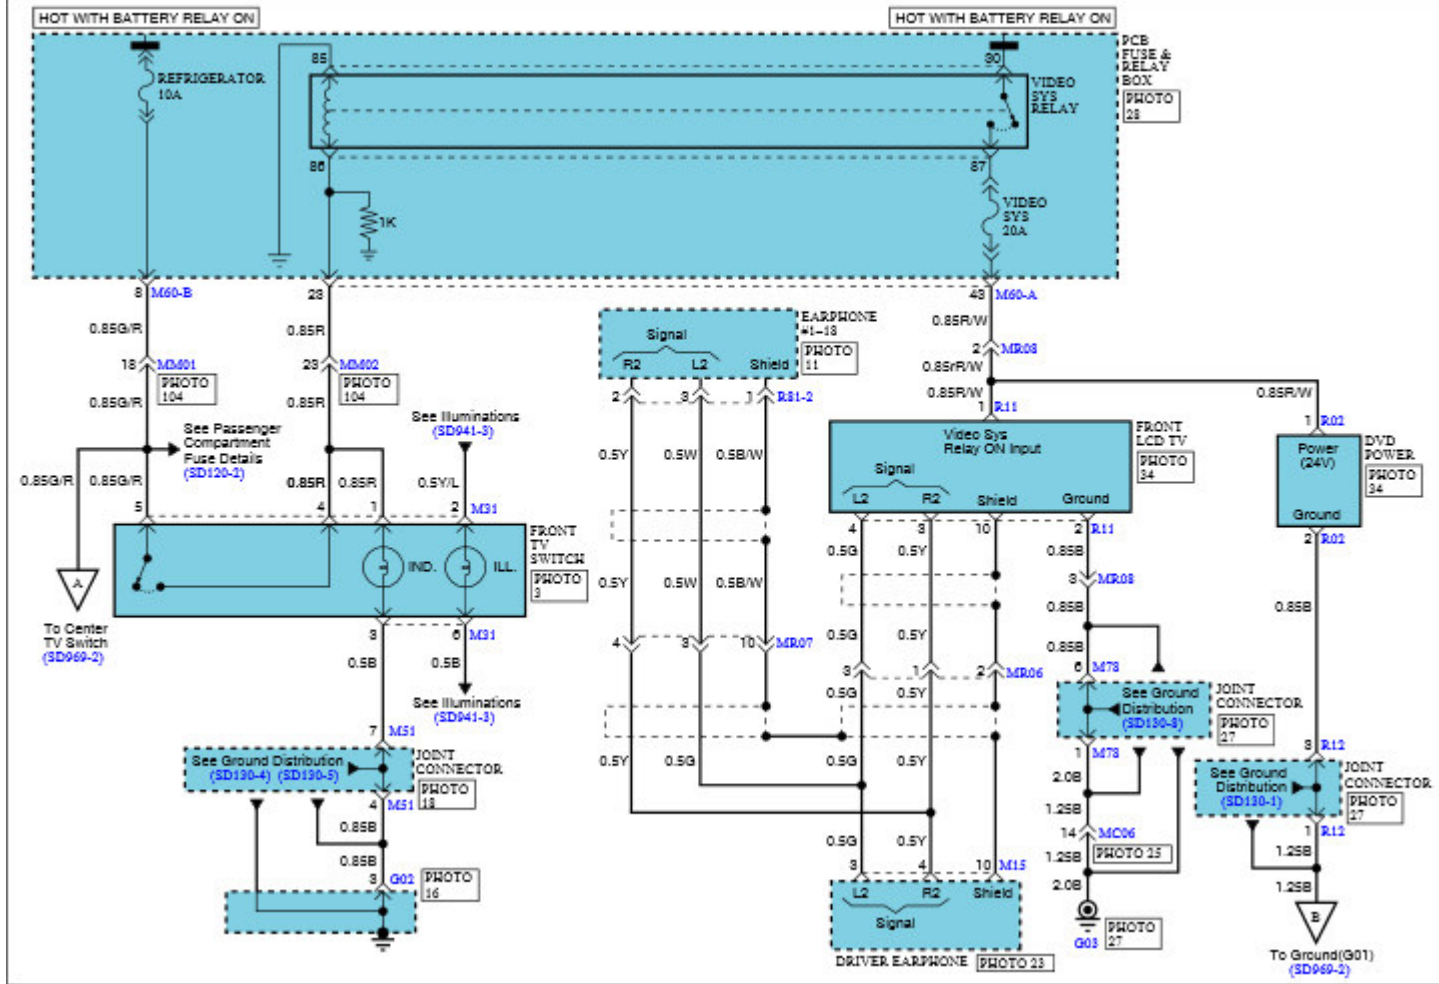 HOT WITH BATTERY RELAY ON
HOT WITH BATTERY RELAY ON
PCB
FUSE &
RELAY
BOX
PHOTO
28
REFRIGERATOR
10A
85
30
VIDEO
SYS
RELAY
86
87
1K
VIDEO
SYS
20A
8 M60-B
23
43 M60-A
0.85G/R
0.85R
0.85R/W
EARPHONE
#1-18
PHOTO
11
Signal
R2 L2 Shield
2 MR08
18 MM01
PHOTO
104
23 MM02
PHOTO
104
0.85rR/W
0.85R/W
0.85R/W
2 3 1 R81-2
1 R11
1 R02
0.85G/R
0.85R
See Illuminations
(SD941-3)
See Passenger
Compartment
Fuse Details
(SD120-2)
Video Sys
Relay ON Input
FRONT
LCD TV
PHOTO
34
Power
(24V)
DVD
POWER
PHOTO
34
Ground
0.5Y 0.5W 0.5B/W
Signal
L2 R2 Shield Ground
0.85G/R 0.85G/R 0.85R 0.85R 0.5Y/L
5 4 1 2 M31
4 3 10 2 R11
2 R02
FRONT
TV
SWITCH
PHOTO
3
IND. ILL.
0.5G 0.5Y 0.85B
0.5Y 0.5W 0.5B/W
3 MR08
A
To Center
TV Switch
(SD969-2)
0.85B
0.85B
3 6 M31
0.5B 0.5B
4 3 10 MR07
0.5G 0.5Y
0.85B
3 1 2 MR06
6 M78
0.5G 0.5Y
See Illuminations
(SD941-3)
See Ground
Distribution
(SD130-8)
JOINT
CONNECTOR
PHOTO
27
7 M51
See Ground Distribution
(SD130-4) (SD130-5)
JOINT
CONNECTOR
PHOTO
18
0.5Y 0.5G 0.5G 0.5Y
1 M78
3 R12
See Ground
Distribution
(SD130-1)
JOINT
CONNECTOR
PHOTO
27
2.0B
4 M51
1.25B
0.85B
14 MC06
PHOTO 25
1 R12
0.5G 0.5Y
1.25B
1.25B
0.85B
3 G02
PHOTO
16
3 4 10 M15
2.0B
1.25B
L2 R2 Shield
Signal
DRIVER EARPHONE PHOTO 23
G03
PHOTO
27
B
To Ground(G01)
(SD969-2)